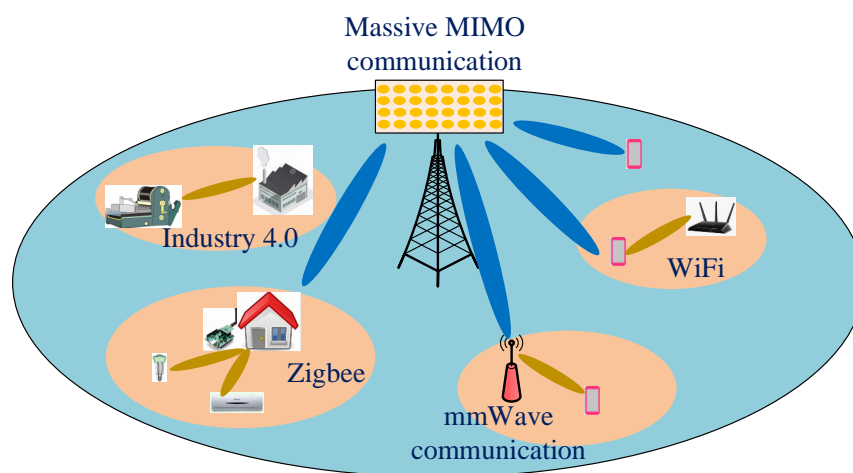 Massive MIMO
communication
Industry 4.0
WiFi
Zigbee
mmWave
communication